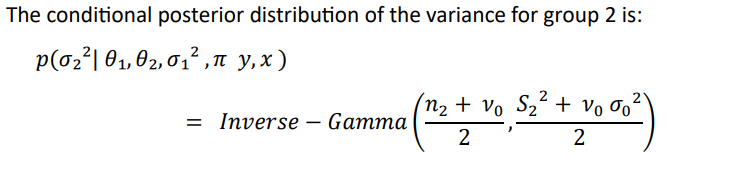 The conditional posterior distribution of the variance for group 2 is:
p(σ₂²| θ₁, θ₂, σ₁² , π y, x )
= Inverse − Gamma ( (n₂ + ν₀)/2 , (S₂² + ν₀ σ₀²)/2 )